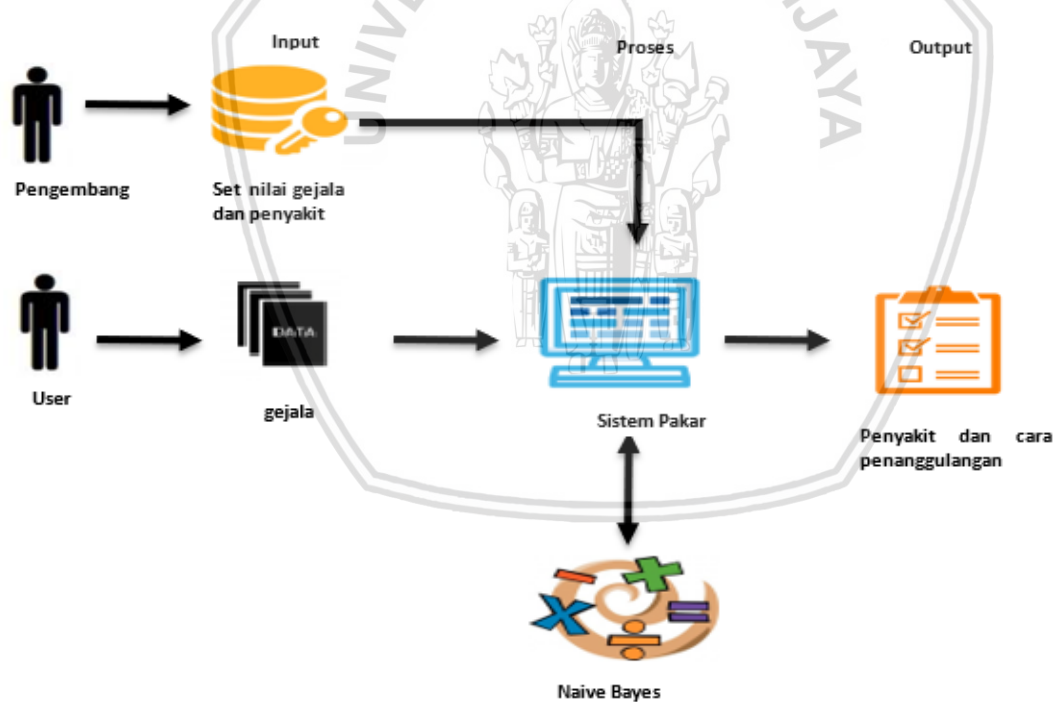 Input
Proses
Output
Pengembang
Set nilai gejala
dan penyakit
DATA
User
gejala
Sistem Pakar
Penyakit dan cara
penanggulangan
Naive Bayes